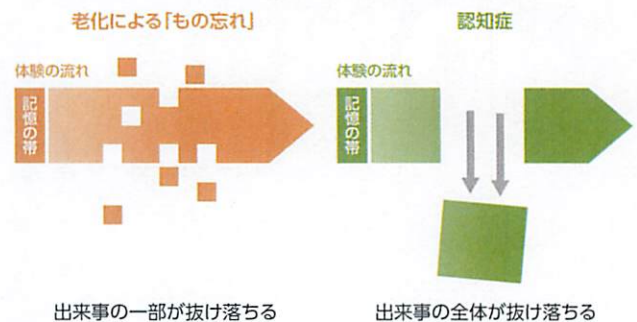 老化による「もの忘れ」
体験の流れ
記憶の帯
出来事の一部が抜け落ちる
認知症
体験の流れ
記憶の帯
出来事の全体が抜け落ちる